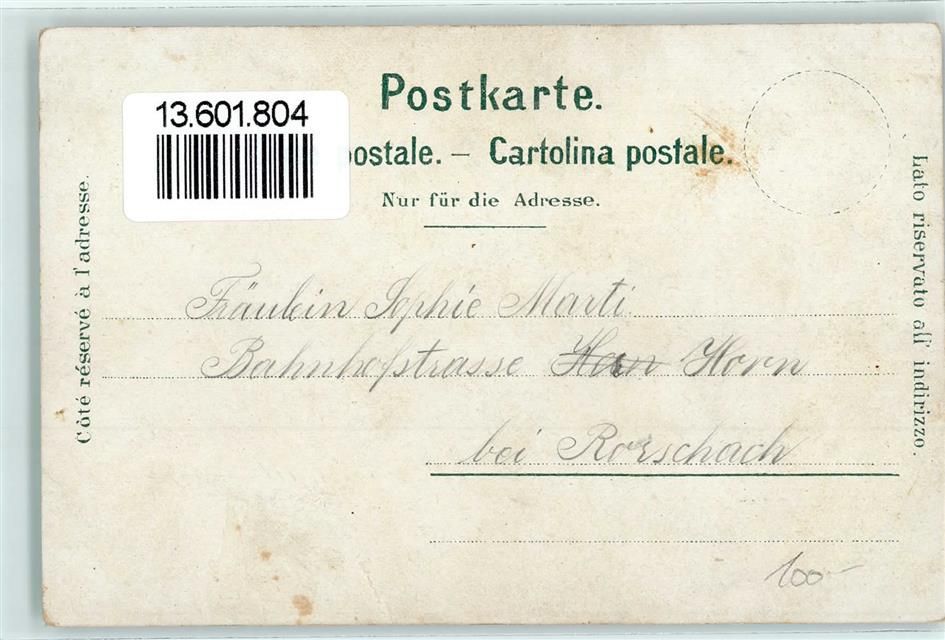 13.601.804
Postkarte.
postale. – Cartolina postale.
Nur für die Adresse.
Côté réservé à l'adresse.
Lato riservato all' indirizzo.
Fräulein Sophie Marti
Bahnhofstrasse Horn
bei Rorschach
100-